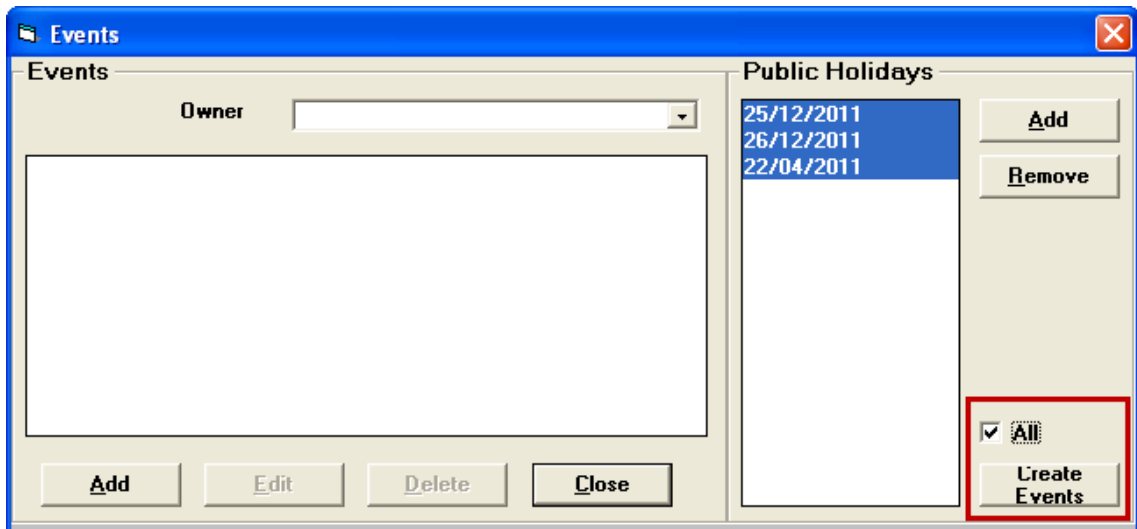 Events
Events
Owner
Add
Edit
Delete
Close
Public Holidays
25/12/2011
26/12/2011
22/04/2011
Add
Remove
All
Create
Events